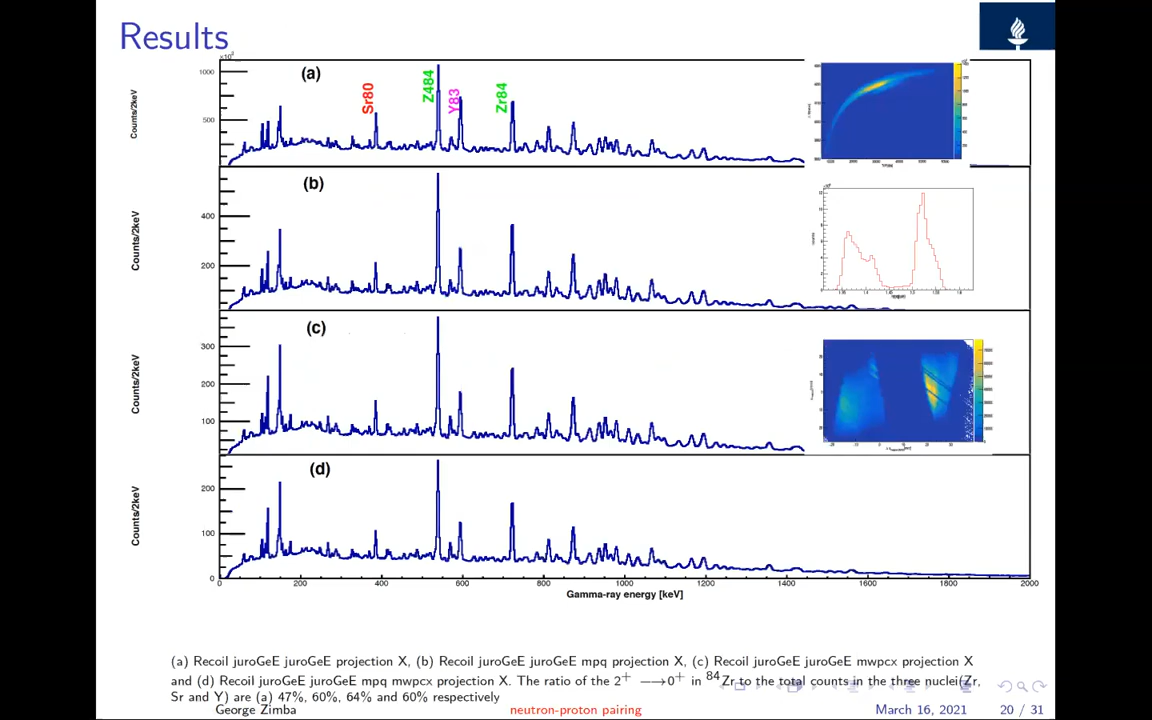 Results
×10³
(a)
Sr80
Z484
Y83
Zr84
Counts/2keV
1000
500
(b)
Counts/2keV
400
200
(c)
Counts/2keV
300
200
100
(d)
Counts/2keV
200
100
0
0 200 400 600 800 1000 1200 1400 1600 1800 2000
Gamma-ray energy [keV]
(a) Recoil juroGeE juroGeE projection X, (b) Recoil juroGeE juroGeE mpq projection X, (c) Recoil juroGeE juroGeE mwpcx projection X
and (d) Recoil juroGeE juroGeE mpq mwpcx projection X. The ratio of the 2⁺ ⟶0⁺ in ⁸⁴Zr to the total counts in the three nuclei(Zr,
Sr and Y) are (a) 47%, 60%, 64% and 60% respectively
George Zimba neutron-proton pairing March 16, 2021 20 / 31